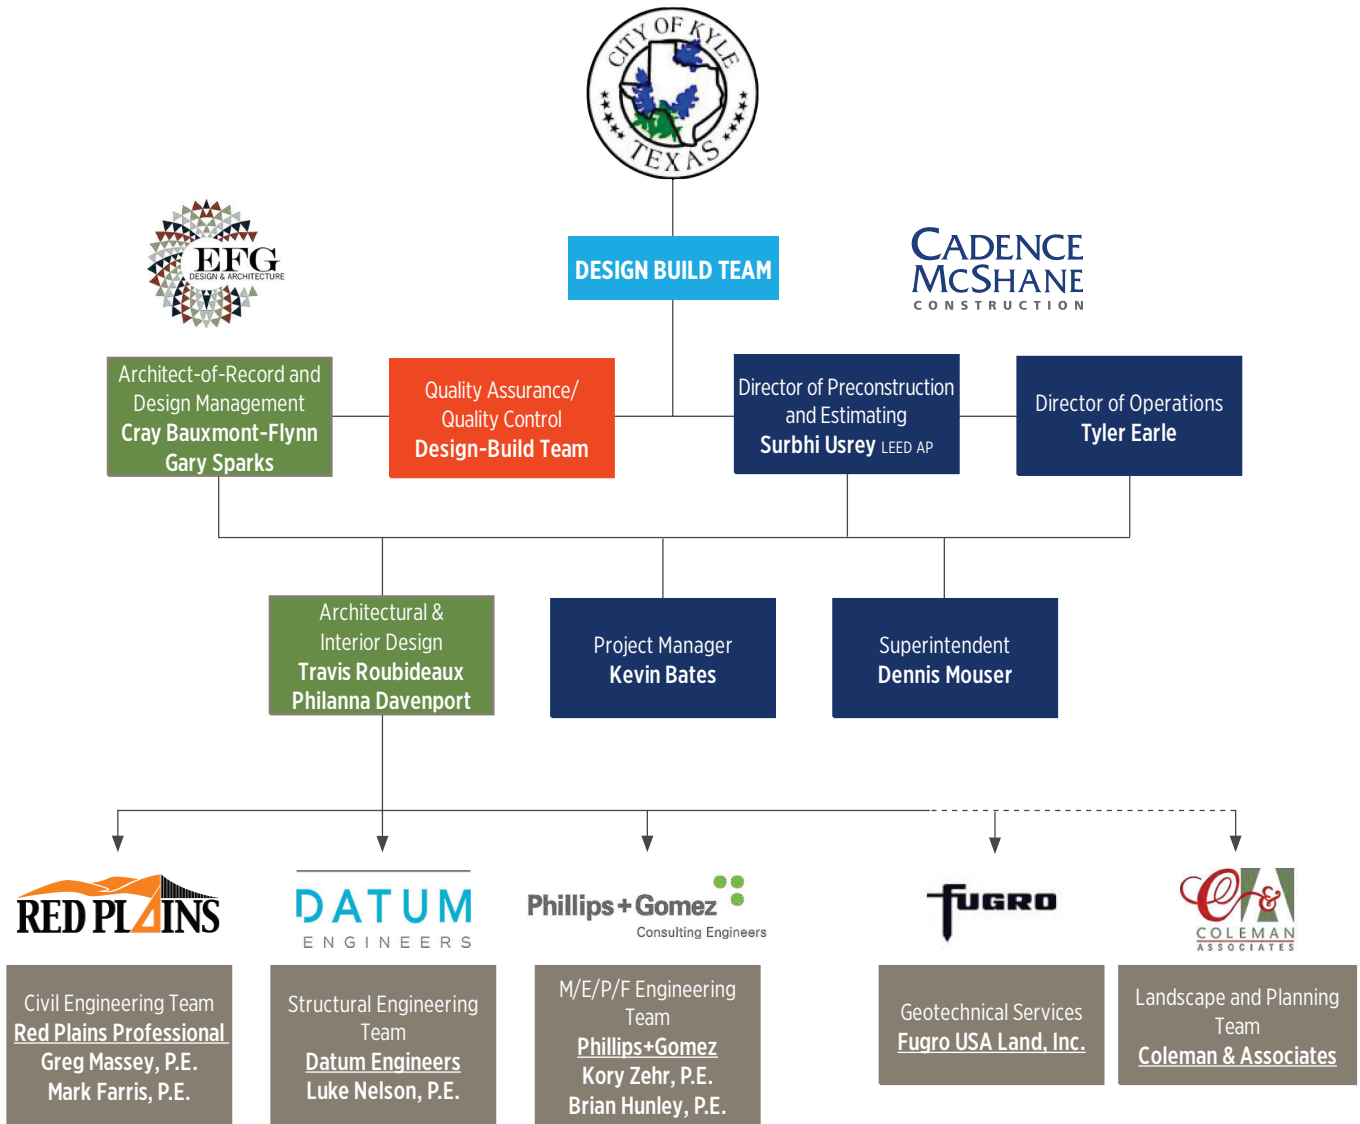 CITY OF KYLE
TEXAS
EFG
DESIGN & ARCHITECTURE
DESIGN BUILD TEAM
CADENCE
MCSHANE
CONSTRUCTION
Architect-of-Record and
Design Management
Cray Bauxmont-Flynn
Gary Sparks
Quality Assurance/
Quality Control
Design-Build Team
Director of Preconstruction
and Estimating
Surbhi Usrey LEED AP
Director of Operations
Tyler Earle
Architectural &
Interior Design
Travis Roubideaux
Philanna Davenport
Project Manager
Kevin Bates
Superintendent
Dennis Mouser
RED PLAINS
DATUM
ENGINEERS
Phillips+Gomez
Consulting Engineers
FUGRO
C&A
COLEMAN
ASSOCIATES
Civil Engineering Team
Red Plains Professional
Greg Massey, P.E.
Mark Farris, P.E.
Structural Engineering
Team
Datum Engineers
Luke Nelson, P.E.
M/E/P/F Engineering
Team
Phillips+Gomez
Kory Zehr, P.E.
Brian Hunley, P.E.
Geotechnical Services
Fugro USA Land, Inc.
Landscape and Planning
Team
Coleman & Associates